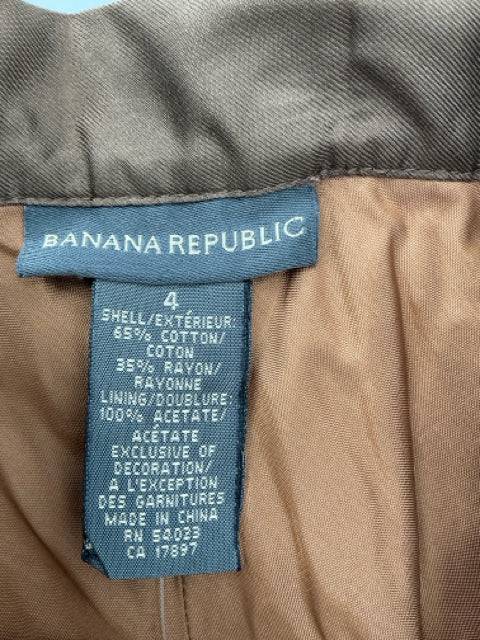 BANANA REPUBLIC
4
SHELL/EXTÉRIEUR:
65% COTTON/
COTON
35% RAYON/
RAYONNE
LINING/DOUBLURE:
100% ACETATE/
ACÉTATE
EXCLUSIVE OF
DECORATION/
A L'EXCEPTION
DES GARNITURES
MADE IN CHINA
RN 54023
CA 17897